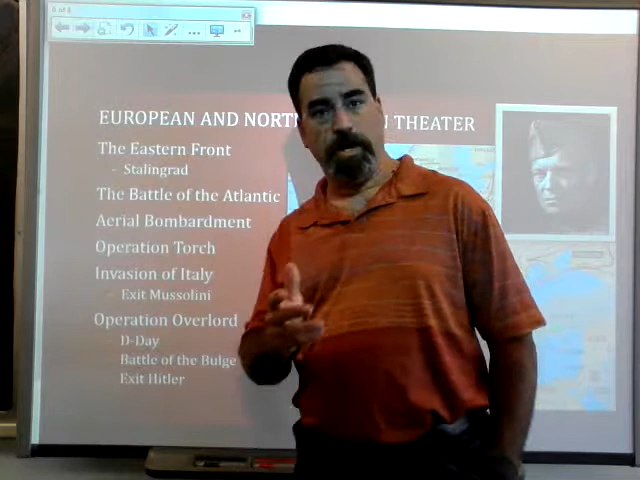 EUROPEAN AND NORT N THEATER
The Eastern Front
- Stalingrad
The Battle of the Atlantic
Aerial Bombardment
Operation Torch
Invasion of Italy
- Exit Mussolini
Operation Overlord
D-Day
Battle of the Bulge
Exit Hitler